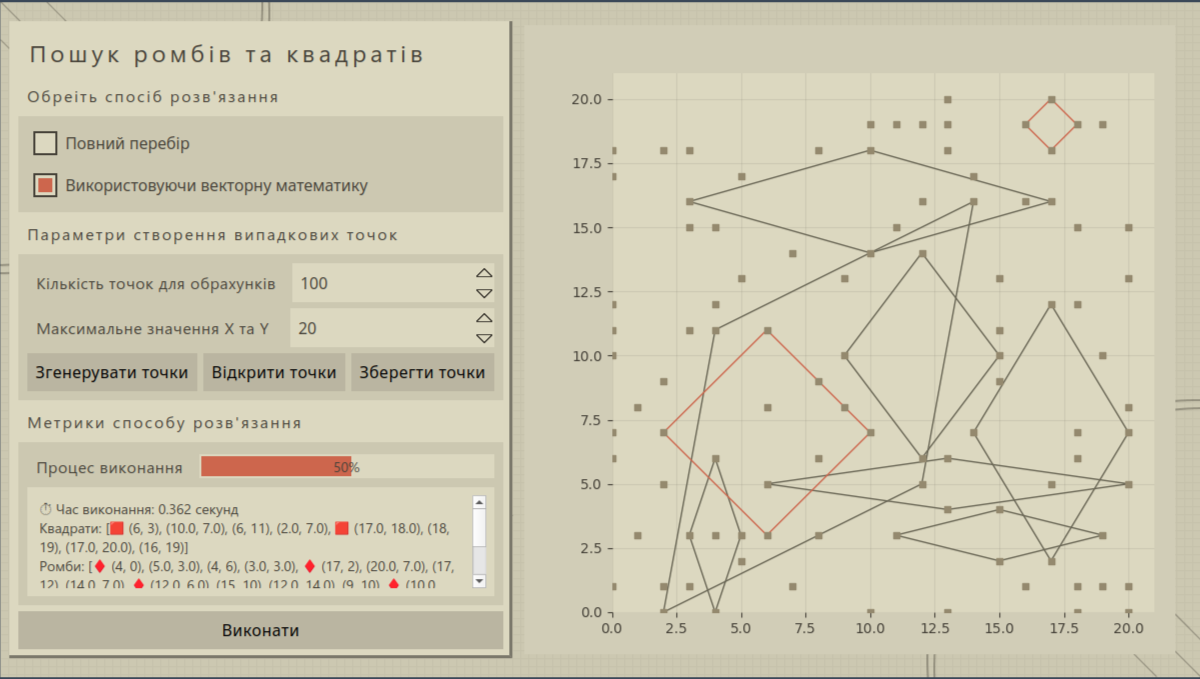 Пошук ромбів та квадратів
Обреіть спосіб розв'язання
Повний перебір
Використовуючи векторну математику
Параметри створення випадкових точок
Кількість точок для обрахунків 100
Максимальне значення X та Y 20
Згенерувати точки Відкрити точки Зберегти точки
Метрики способу розв'язання
Процес виконання 50%
⏱ Час виконання: 0.362 секунд
Квадрати: [🟥 (6, 3), (10.0, 7.0), (6, 11), (2.0, 7.0), 🟥 (17.0, 18.0), (18,
19), (17.0, 20.0), (16, 19)]
Ромби: [♦ (4, 0), (5.0, 3.0), (4, 6), (3.0, 3.0), ♦ (17, 2), (20.0, 7.0), (17,
12), (14.0, 7.0), ♦ (12.0, 6.0), (15, 10), (12.0, 14.0), (9, 10), ♦ (10.0,
Виконати
20.0
17.5
15.0
12.5
10.0
7.5
5.0
2.5
0.0
0.0 2.5 5.0 7.5 10.0 12.5 15.0 17.5 20.0